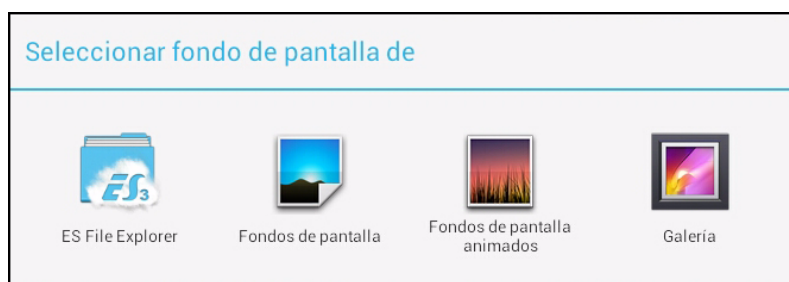 Seleccionar fondo de pantalla de
ES3
ES File Explorer
Fondos de pantalla
Fondos de pantalla
animados
Galería